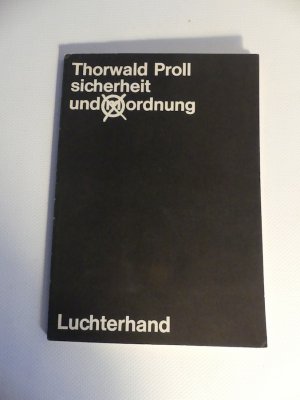 Thorwald Proll
sicherheit
und(m)ordnung
Luchterhand